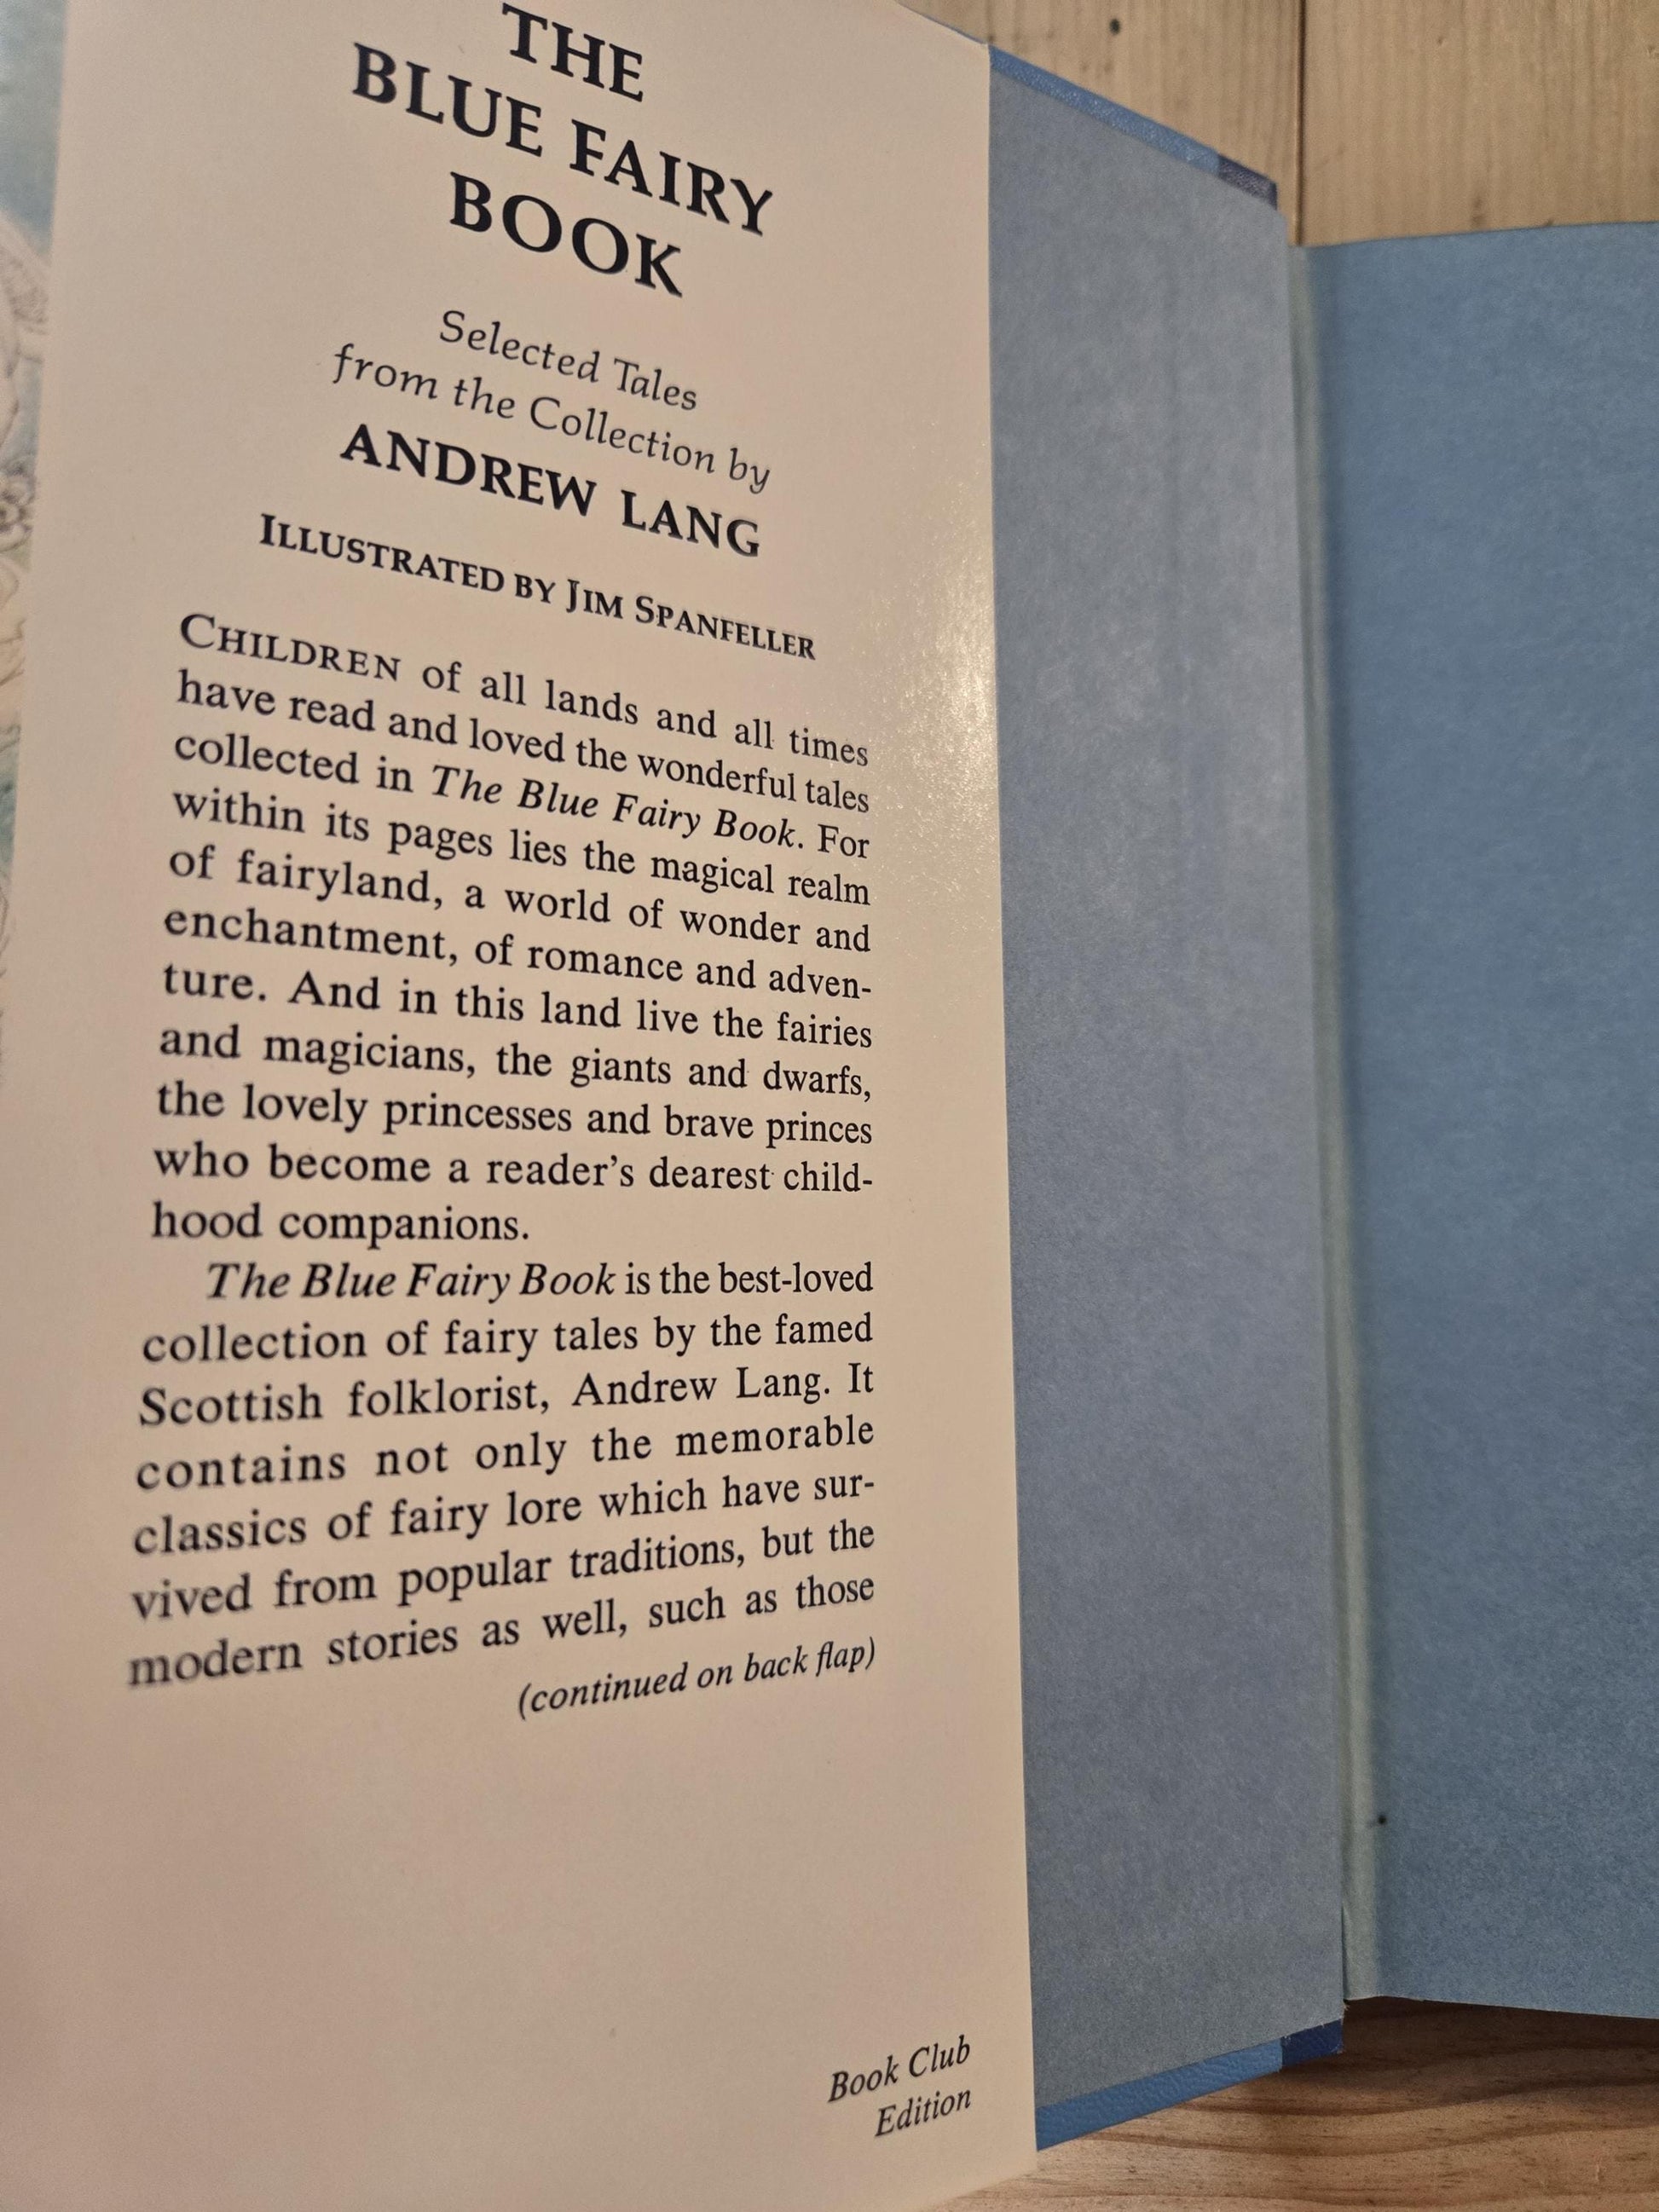 THE
BLUE FAIRY
BOOK
Selected Tales
from the Collection by
ANDREW LANG
ILLUSTRATED BY JIM SPANFELLER
CHILDREN of all lands and all times
have read and loved the wonderful tales
collected in The Blue Fairy Book. For
within its pages lies the magical realm
of fairyland, a world of wonder and
enchantment, of romance and adven-
ture. And in this land live the fairies
and magicians, the giants and dwarfs,
the lovely princesses and brave princes
who become a reader's dearest child-
hood companions.
The Blue Fairy Book is the best-loved
collection of fairy tales by the famed
Scottish folklorist, Andrew Lang. It
contains not only the memorable
classics of fairy lore which have sur-
vived from popular traditions, but the
modern stories as well, such as those
(continued on back flap)
Book Club
Edition